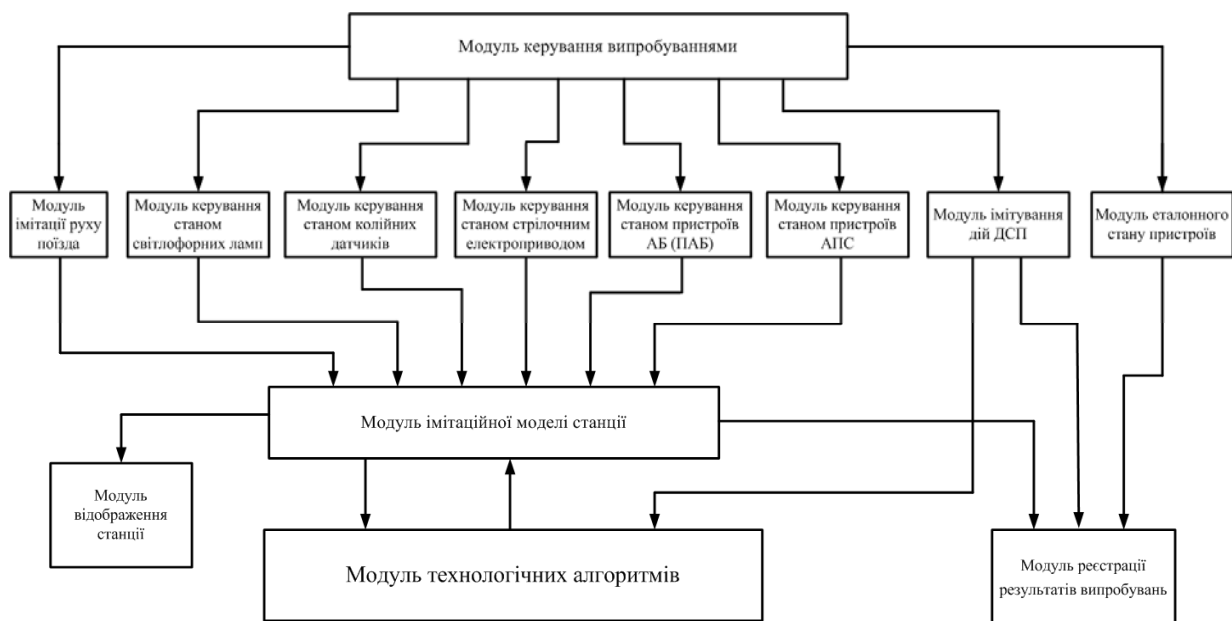 Модуль керування випробуваннями
Модуль
імітації руху
поїзда
Модуль керування
станом
світлофорних ламп
Модуль керування
станом колійних
датчиків
Модуль керування
станом стрілочним
електроприводом
Модуль керування
станом пристроїв
АБ (ПАБ)
Модуль керування
станом пристроїв
АПС
Модуль імітування
дій ДСП
Модуль еталонного
стану пристроїв
Модуль імітаційної моделі станції
Модуль
відображення
станції
Модуль технологічних алгоритмів
Модуль реєстрації
результатів випробувань